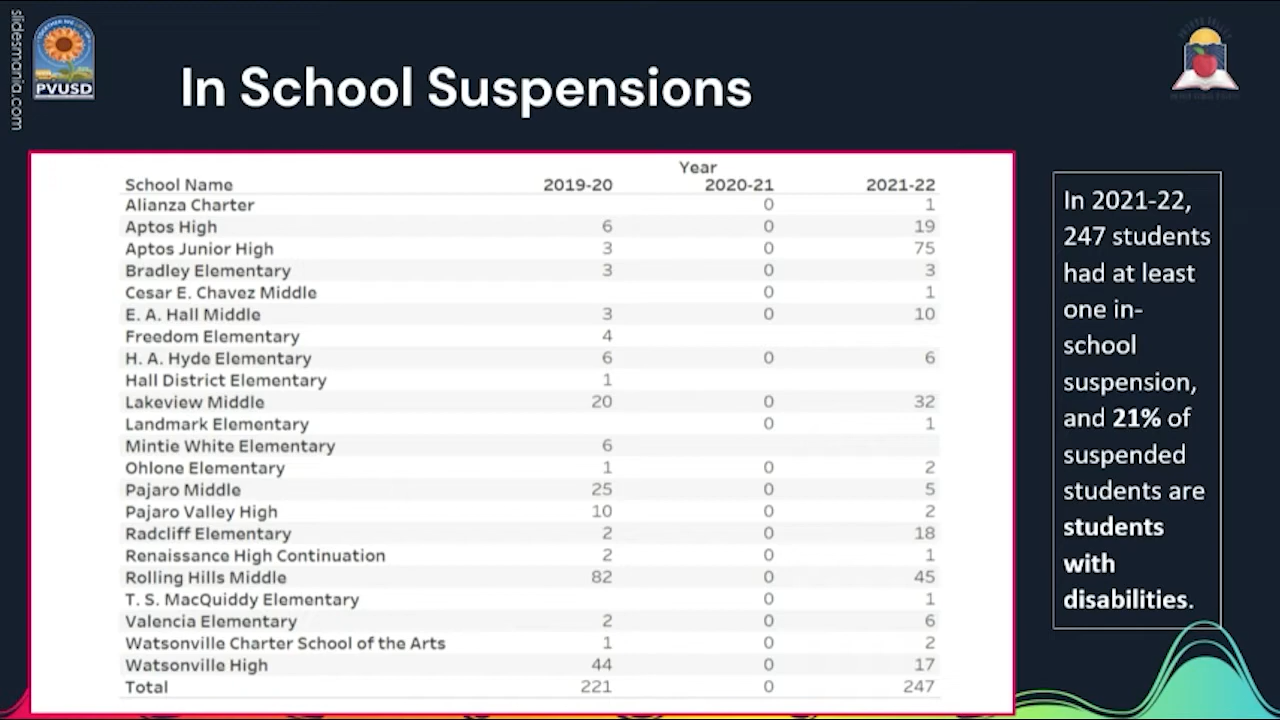 slidesmania.com
PVUSD
In School Suspensions
Year
School Name 2019-20 2020-21 2021-22
Alianza Charter 0 1
Aptos High 6 0 19
Aptos Junior High 3 0 75
Bradley Elementary 3 0 3
Cesar E. Chavez Middle 0 1
E. A. Hall Middle 3 0 10
Freedom Elementary 4
H. A. Hyde Elementary 6 0 6
Hall District Elementary 1
Lakeview Middle 20 0 32
Landmark Elementary 0 1
Mintie White Elementary 6
Ohlone Elementary 1 0 2
Pajaro Middle 25 0 5
Pajaro Valley High 10 0 2
Radcliff Elementary 2 0 18
Renaissance High Continuation 2 0 1
Rolling Hills Middle 82 0 45
T. S. MacQuiddy Elementary 0 1
Valencia Elementary 2 0 6
Watsonville Charter School of the Arts 1 0 2
Watsonville High 44 0 17
Total 221 0 247
In 2021-22,
247 students
had at least
one in-
school
suspension,
and 21% of
suspended
students are
students
with
disabilities.